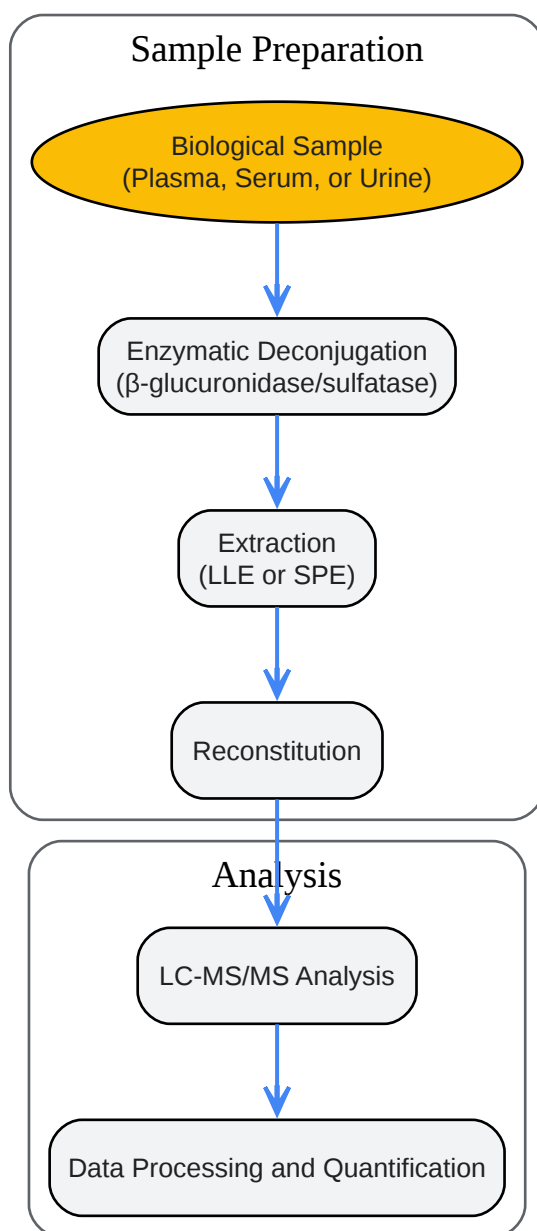 Sample Preparation
Biological Sample
(Plasma, Serum, or Urine)
Enzymatic Deconjugation
(β-glucuronidase/sulfatase)
Extraction
(LLE or SPE)
Reconstitution
Analysis
LC-MS/MS Analysis
Data Processing and Quantification